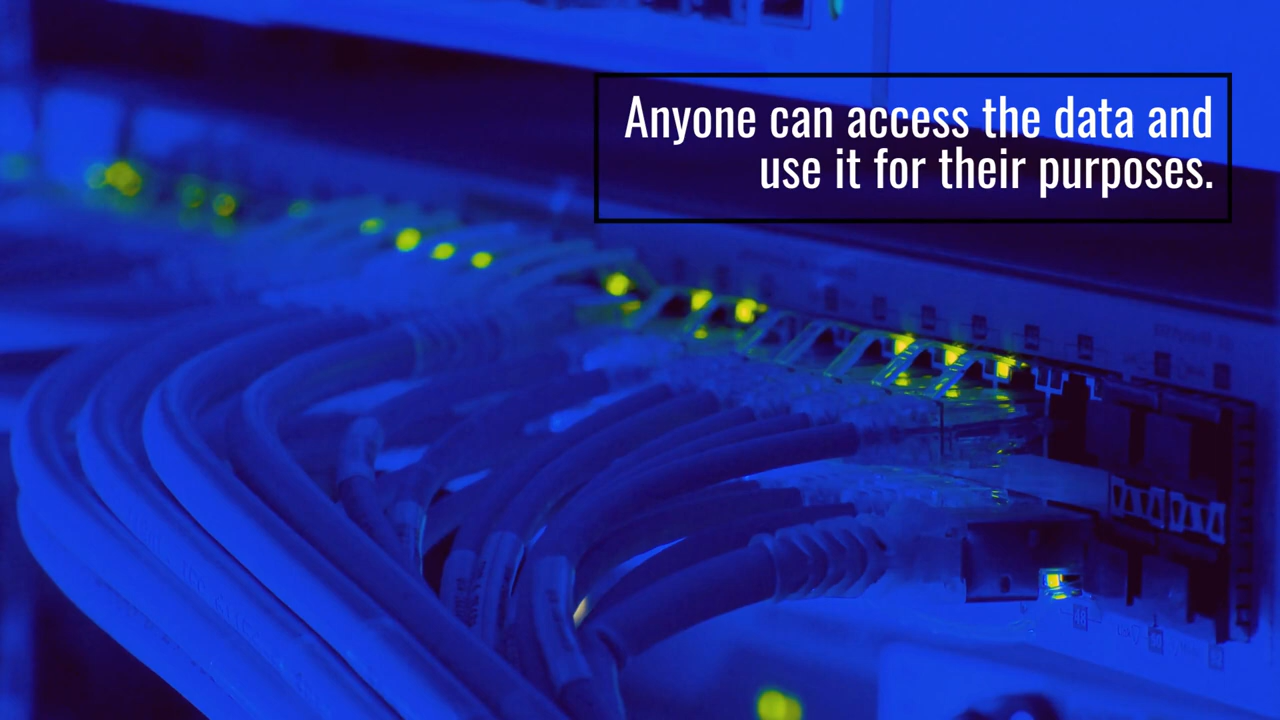 Anyone can access the data and
use it for their purposes.